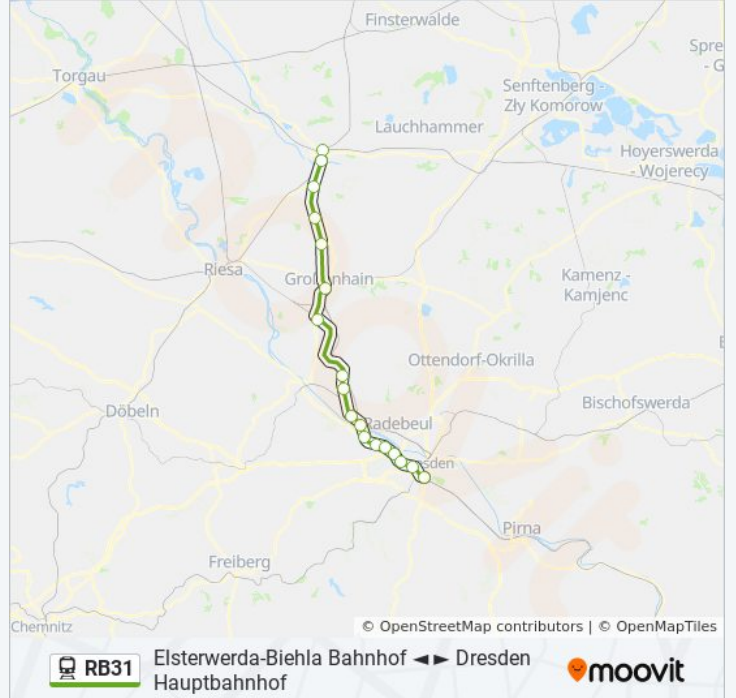 Finsterwalde
Spre
- G
Torgau
Senftenberg -
Zły Komorow
Lauchhammer
Hoyerswerda
- Wojerecy
Riesa
Kamenz -
Kamjenc
Ottendorf-Okrilla
Bischofswerda
Döbeln
Radebeul
sden
Pirna
Freiberg
Chemnitz
© OpenStreetMap contributors | © OpenMapTiles
RB31
Elsterwerda-Biehla Bahnhof ◄► Dresden
Hauptbahnhof
moovit